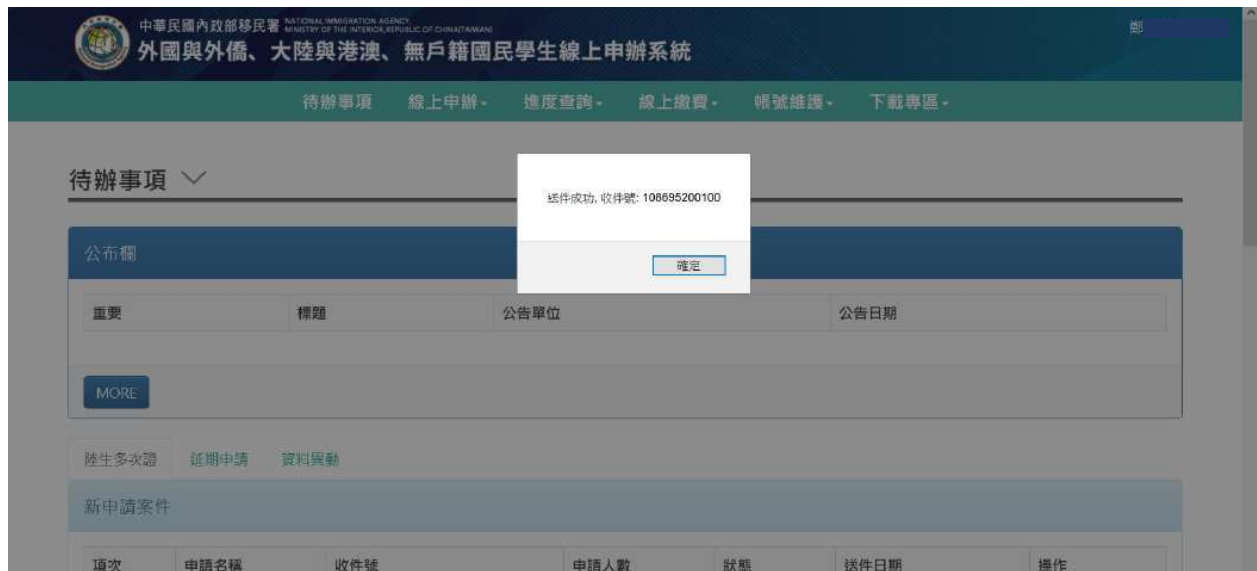 中華民國內政部移民署 NATIONAL IMMIGRATION AGENCY
MINISTRY OF THE INTERIOR,REPUBLIC OF CHINA(TAIWAN)
外國與外僑、大陸與港澳、無戶籍國民學生線上申辦系統
鄭
待辦事項 線上申辦 進度查詢 線上繳費 帳號維護 下載專區
待辦事項
送件成功, 收件號: 108695200100
確定
公布欄
重要 標題 公告單位 公告日期
MORE
陸生多次證 延期申請 資料異動
新申請案件
項次 申請名稱 收件號 申請人數 狀態 送件日期 操作